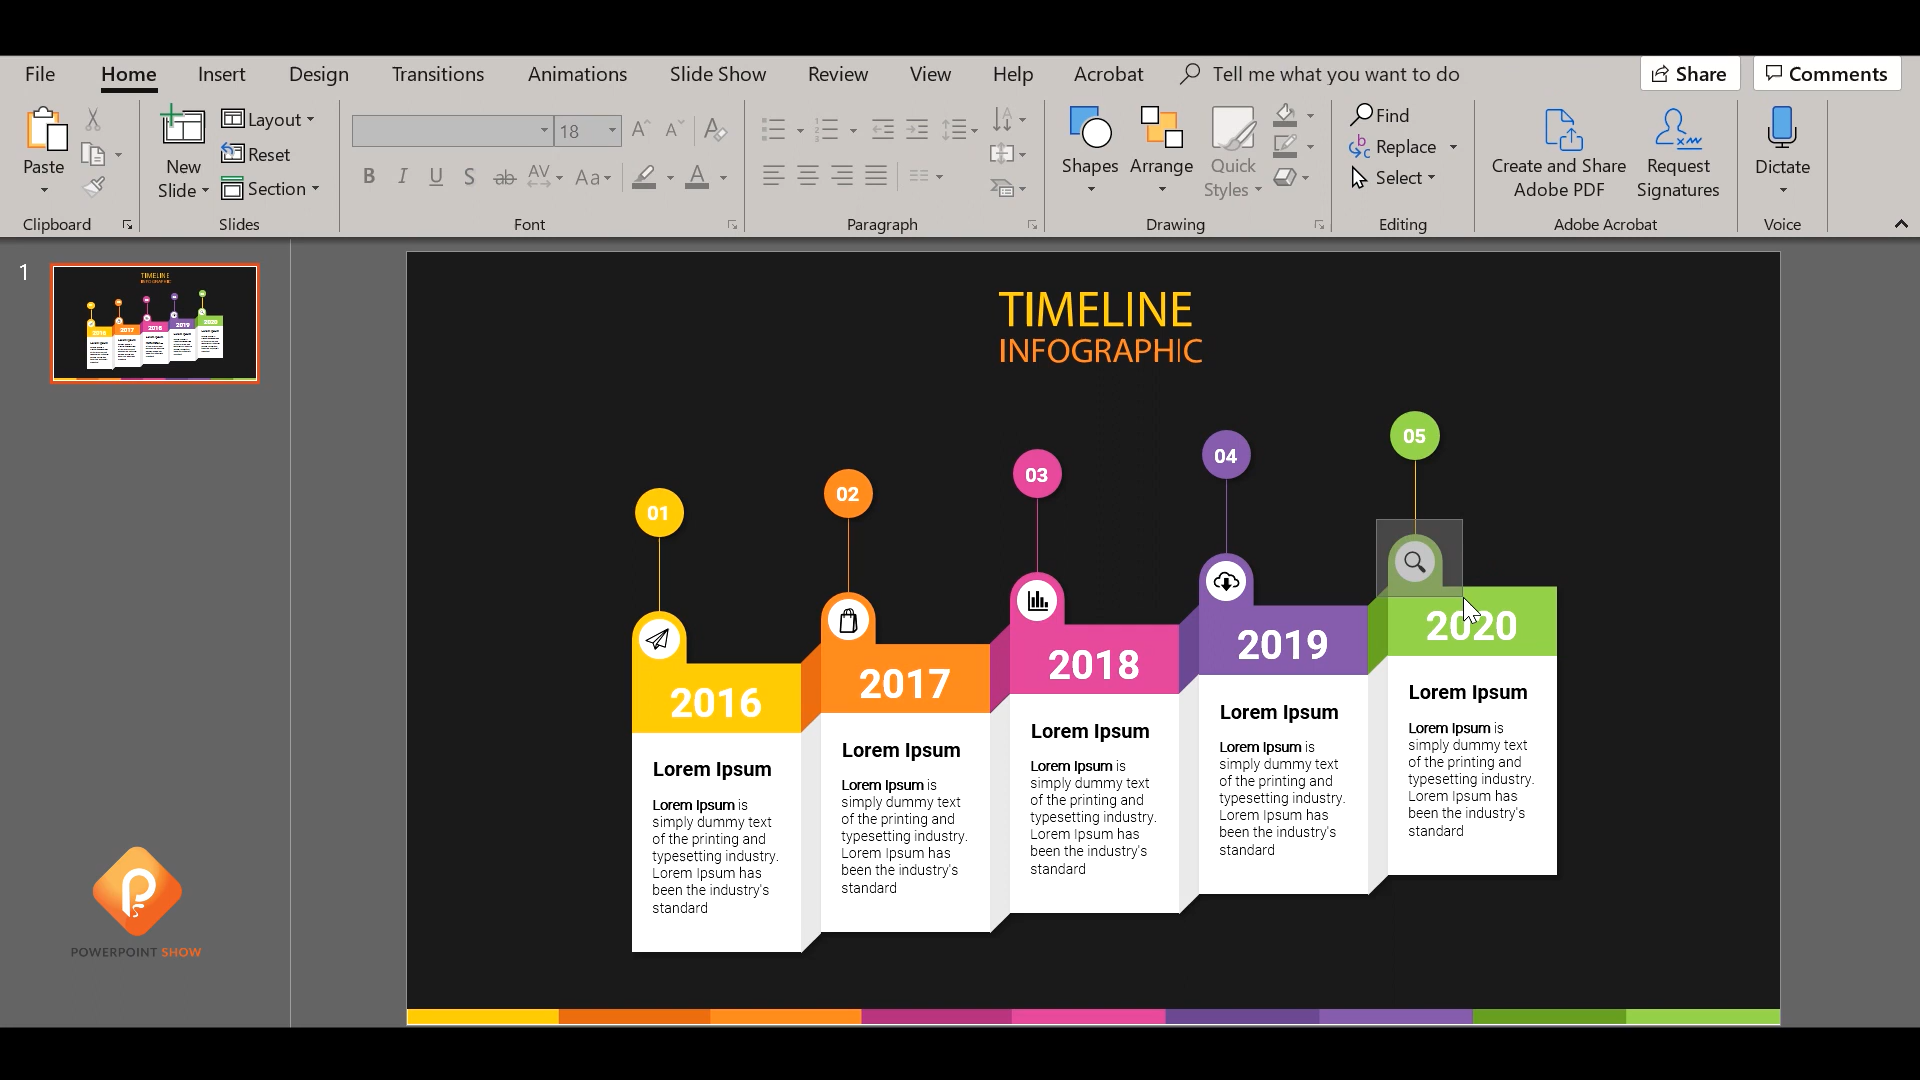 File Home Insert Design Transitions Animations Slide Show Review View Help Acrobat Tell me what you want to do Share Comments
Paste
Clipboard
New Slide
Layout
Reset
Section
Slides
18
B I U S ab AV Aa A
Font
Paragraph
Shapes
Arrange
Quick Styles
Drawing
Find
Replace
Select
Editing
Create and Share
Adobe PDF
Request
Signatures
Adobe Acrobat
Dictate
Voice
1
TIMELINE
INFOGRAPHIC
01
2016
Lorem Ipsum
Lorem Ipsum is
simply dummy text
of the printing and
typesetting industry.
Lorem Ipsum has
been the industry's
standard
02
2017
Lorem Ipsum
Lorem Ipsum is
simply dummy text
of the printing and
typesetting industry.
Lorem Ipsum has
been the industry's
standard
03
2018
Lorem Ipsum
Lorem Ipsum is
simply dummy text
of the printing and
typesetting industry.
Lorem Ipsum has
been the industry's
standard
04
2019
Lorem Ipsum
Lorem Ipsum is
simply dummy text
of the printing and
typesetting industry.
Lorem Ipsum has
been the industry's
standard
05
2020
Lorem Ipsum
Lorem Ipsum is
simply dummy text
of the printing and
typesetting industry.
Lorem Ipsum has
been the industry's
standard
POWERPOINT SHOW